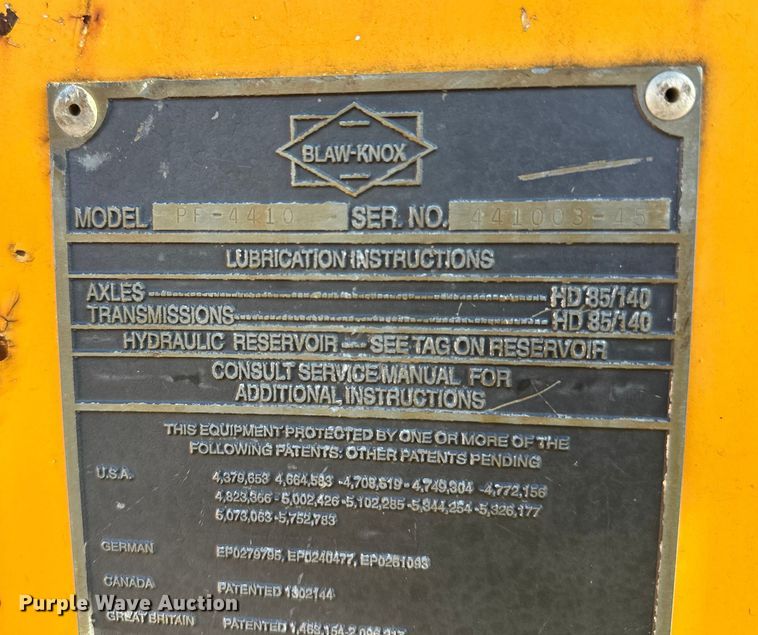 BLAW-KNOX
MODEL PF-4410 SER. NO. 441003-45
LUBRICATION INSTRUCTIONS
AXLES HD 85/140
TRANSMISSIONS HD 85/140
HYDRAULIC RESERVOIR — SEE TAG ON RESERVOIR
CONSULT SERVICE MANUAL FOR
ADDITIONAL INSTRUCTIONS
THIS EQUIPMENT PROTECTED BY ONE OR MORE OF THE
FOLLOWING PATENTS: OTHER PATENTS PENDING
U.S.A. 4,379,653 4,664,583 -4,708,519 - 4,749,304 -4,772,156
4,823,366 - 5,002,426 - 5,102,285 - 5,344,254 - 5,326,177
5,073,063 -5,752,783
GERMAN EP0279795, EP0240477, EP0261063
CANADA PATENTED 1302144
GREAT BRITAIN PATENTED
Purple Wave Auction